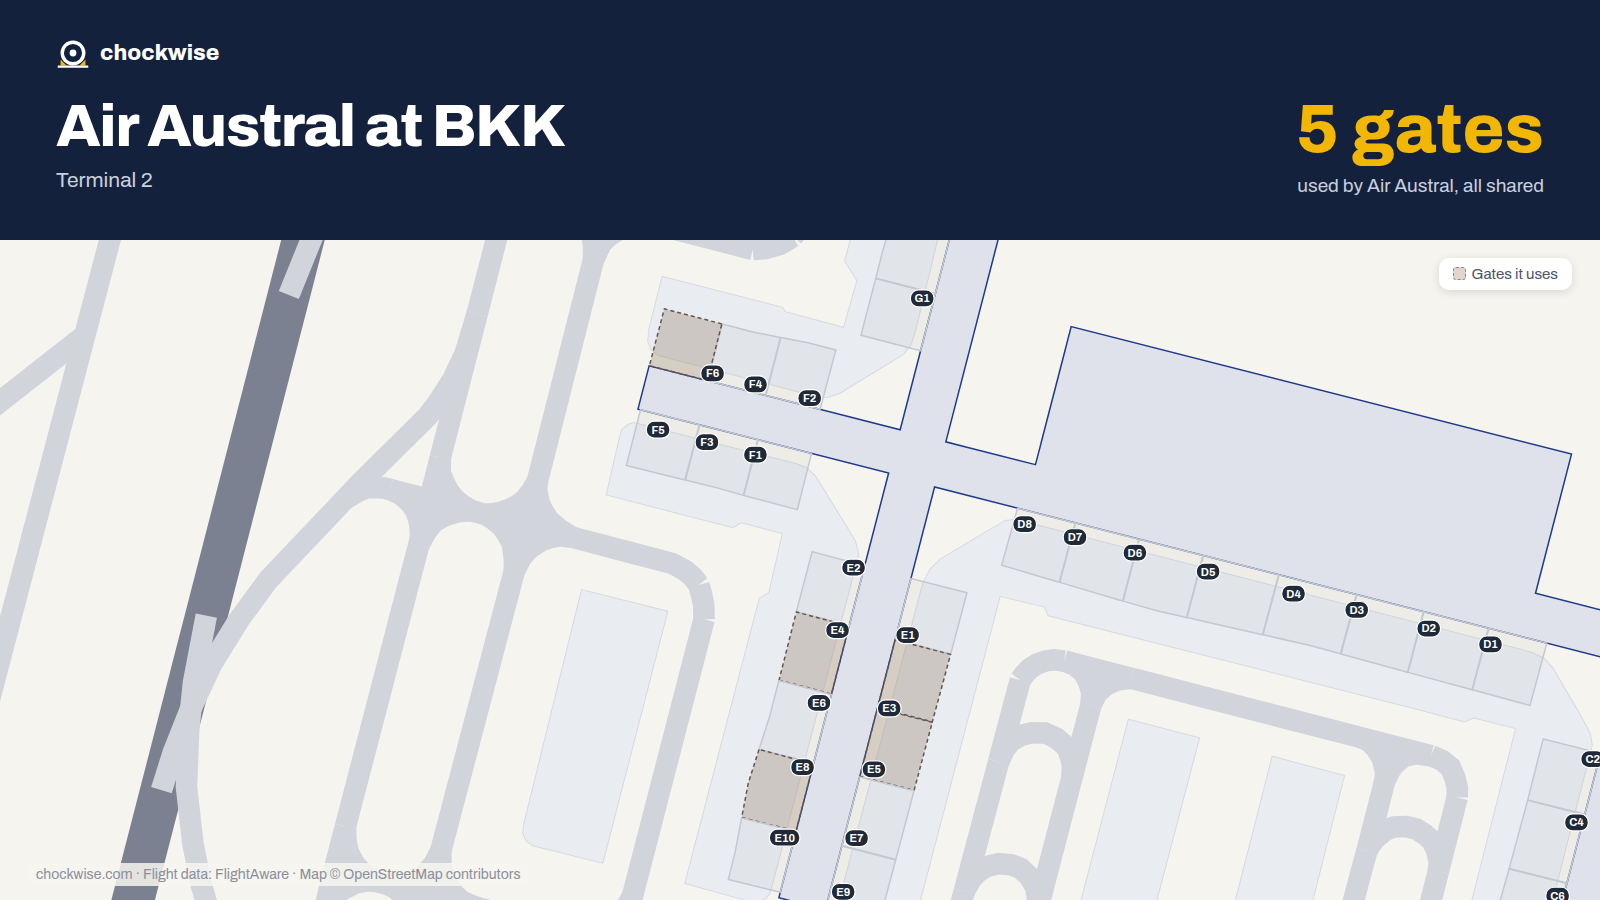 chockwise
Air Austral at BKK
Terminal 2
5 gates
used by Air Austral, all shared
Gates it uses
G1
F6
F4
F2
F5
F3
F1
E2
E4
E1
E6
E3
E8
E5
E10
E7
E9
D8
D7
D6
D5
D4
D3
D2
D1
C2
C4
C6
chockwise.com · Flight data: FlightAware · Map © OpenStreetMap contributors